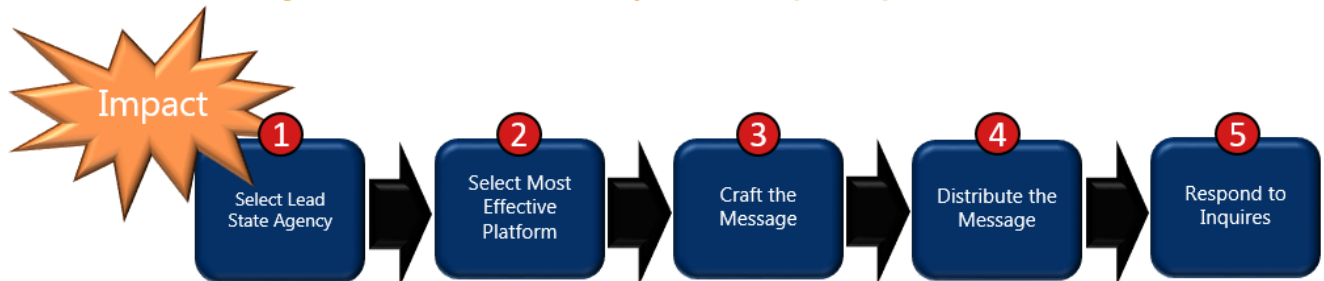 Impact
1
Select Lead
State Agency
2
Select Most
Effective
Platform
3
Craft the
Message
4
Distribute the
Message
5
Respond to
Inquires